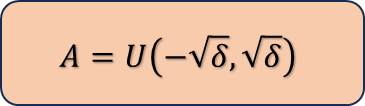 A = U(−√δ, √δ)